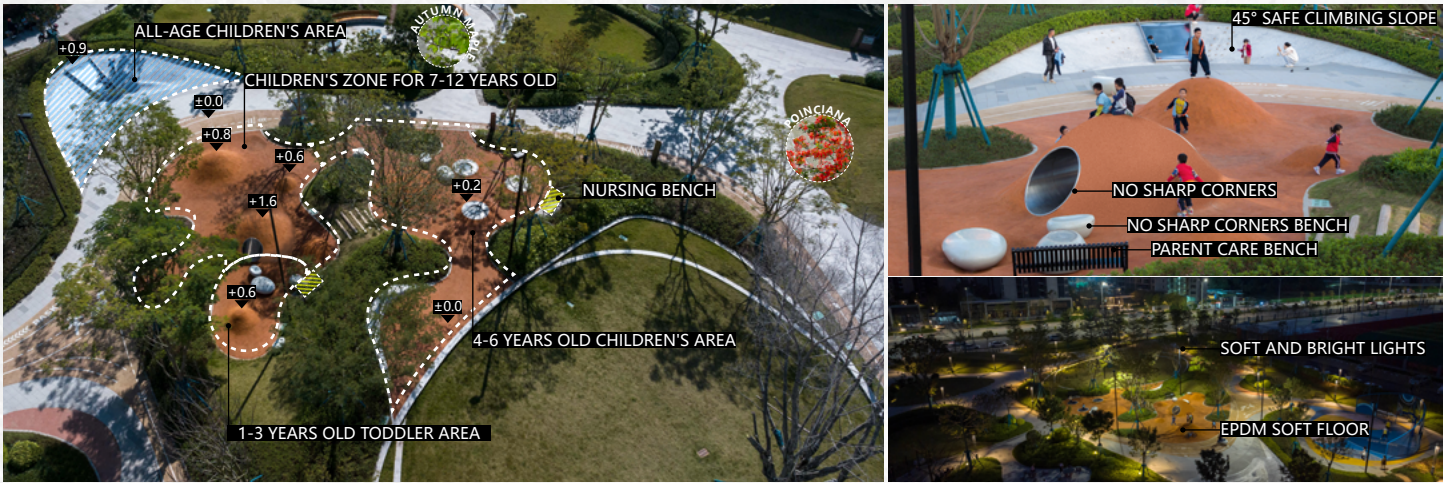 AUTUMN MAPLE
ALL-AGE CHILDREN'S AREA
+0.9
CHILDREN'S ZONE FOR 7-12 YEARS OLD
±0.0
+0.8
POINCIANA
+0.6
+0.2
NURSING BENCH
+1.6
+0.6
±0.0
4-6 YEARS OLD CHILDREN'S AREA
1-3 YEARS OLD TODDLER AREA
45° SAFE CLIMBING SLOPE
NO SHARP CORNERS
NO SHARP CORNERS BENCH
PARENT CARE BENCH
SOFT AND BRIGHT LIGHTS
EPDM SOFT FLOOR